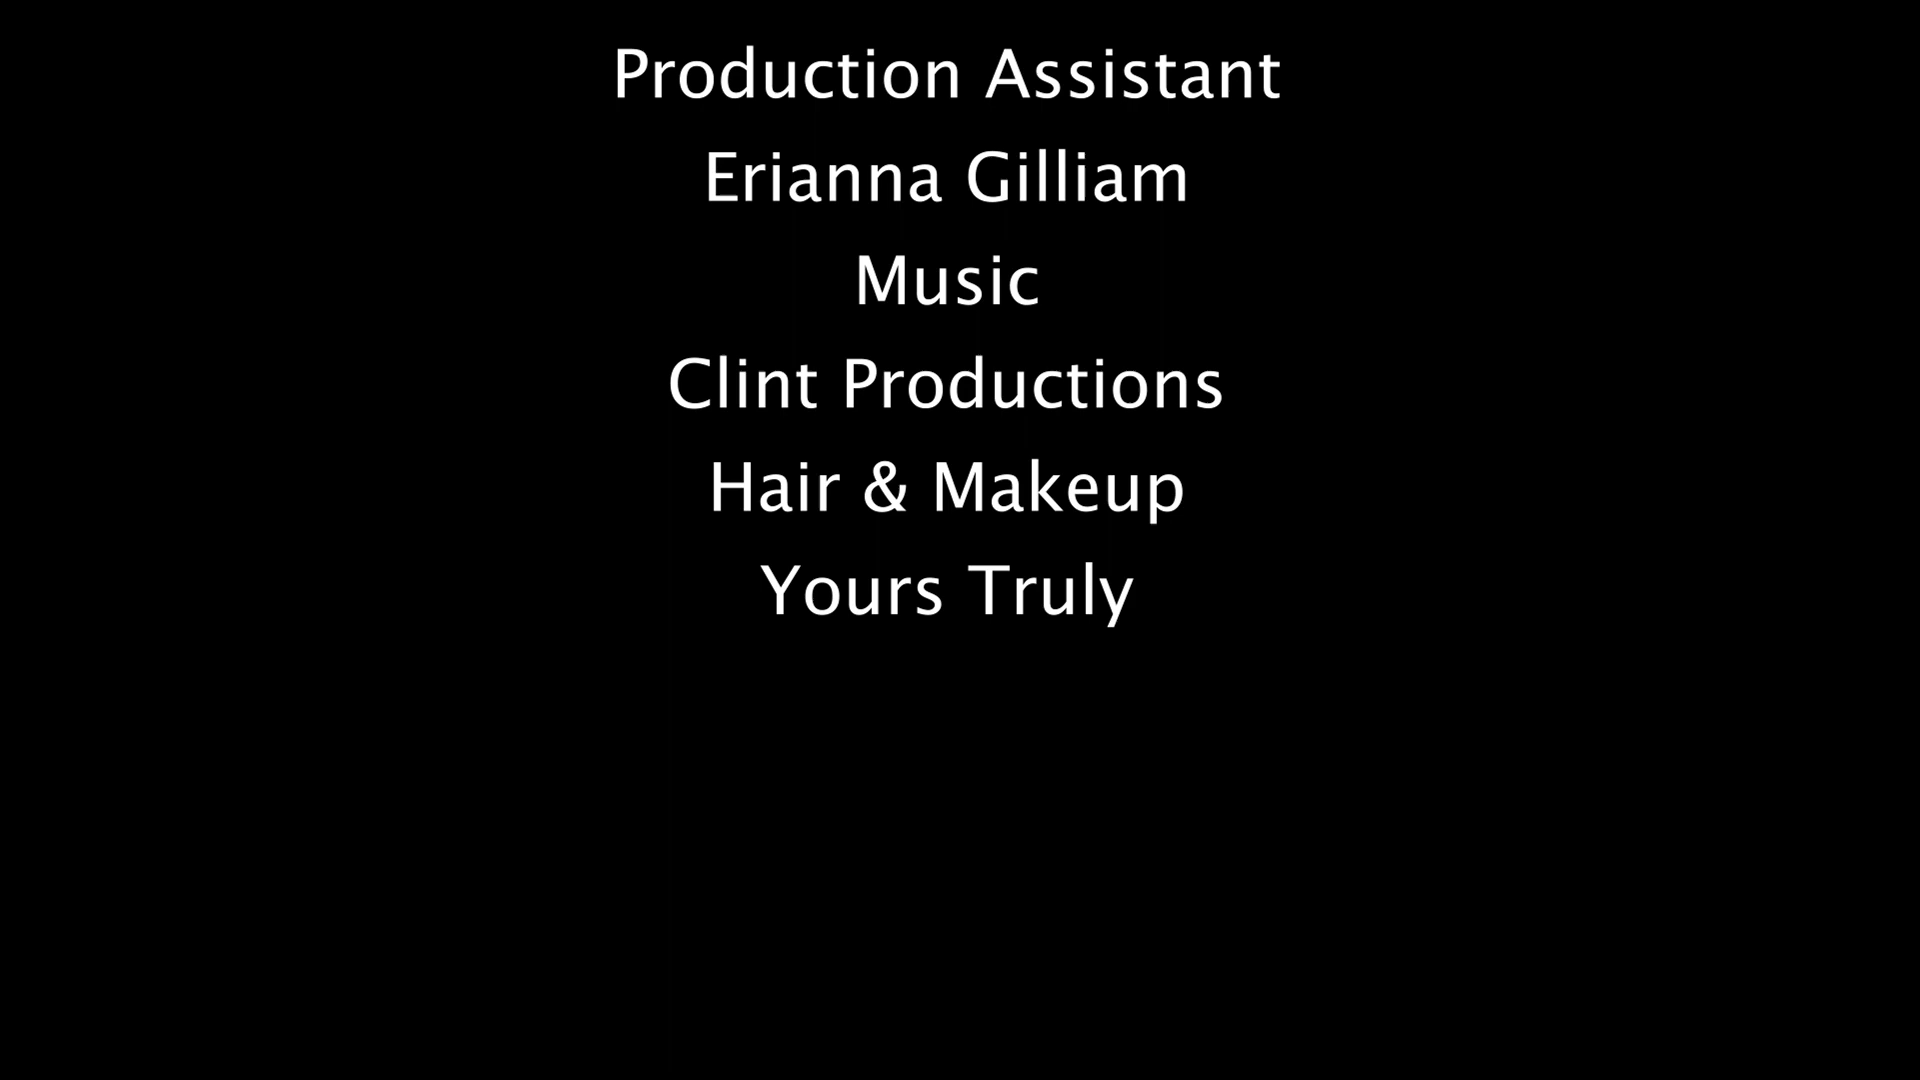 Production Assistant
Erianna Gilliam
Music
Clint Productions
Hair & Makeup
Yours Truly